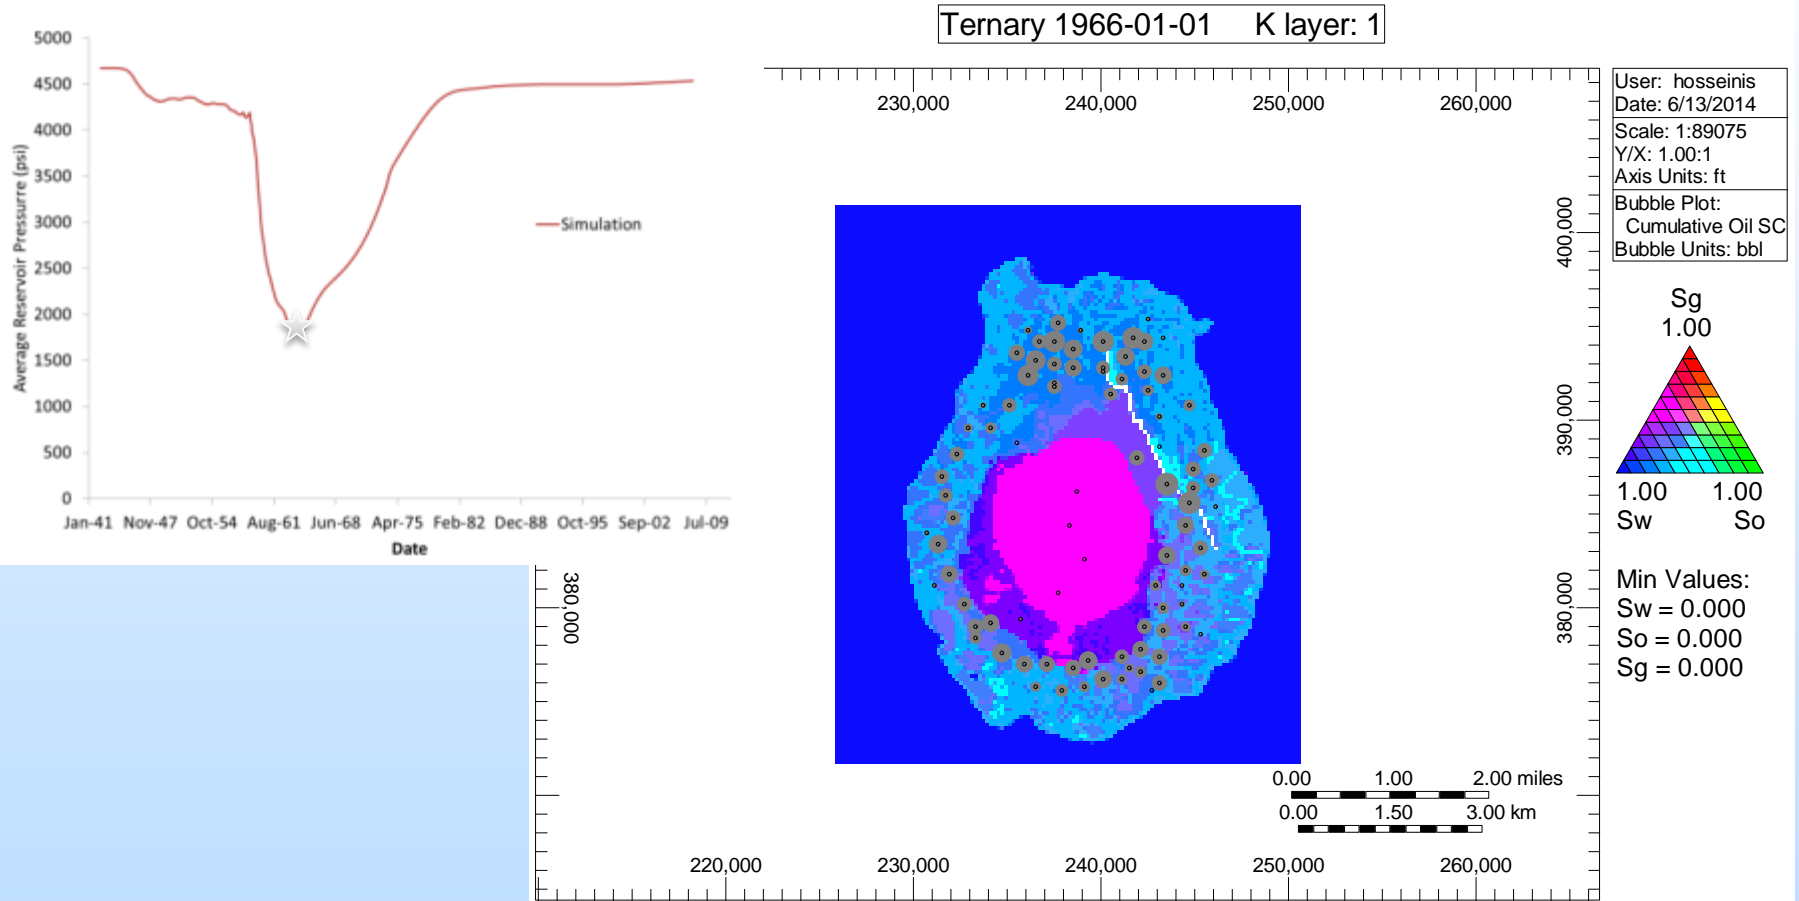 Ternary 1966-01-01 K layer: 1
5000
4500
4000
3500
3000
2500
2000
1500
1000
500
0
Average Reservoir Pressurre (psi)
Simulation
Jan-41 Nov-47 Oct-54 Aug-61 Jun-68 Apr-75 Feb-82 Dec-88 Oct-95 Sep-02 Jul-09
Date
230,000 240,000 250,000 260,000
400,000
390,000
380,000
380,000
220,000 230,000 240,000 250,000 260,000
0.00 1.00 2.00 miles
0.00 1.50 3.00 km
User: hosseinis
Date: 6/13/2014
Scale: 1:89075
Y/X: 1.00:1
Axis Units: ft
Bubble Plot:
Cumulative Oil SC
Bubble Units: bbl
Sg
1.00
1.00 1.00
Sw So
Min Values:
Sw = 0.000
So = 0.000
Sg = 0.000